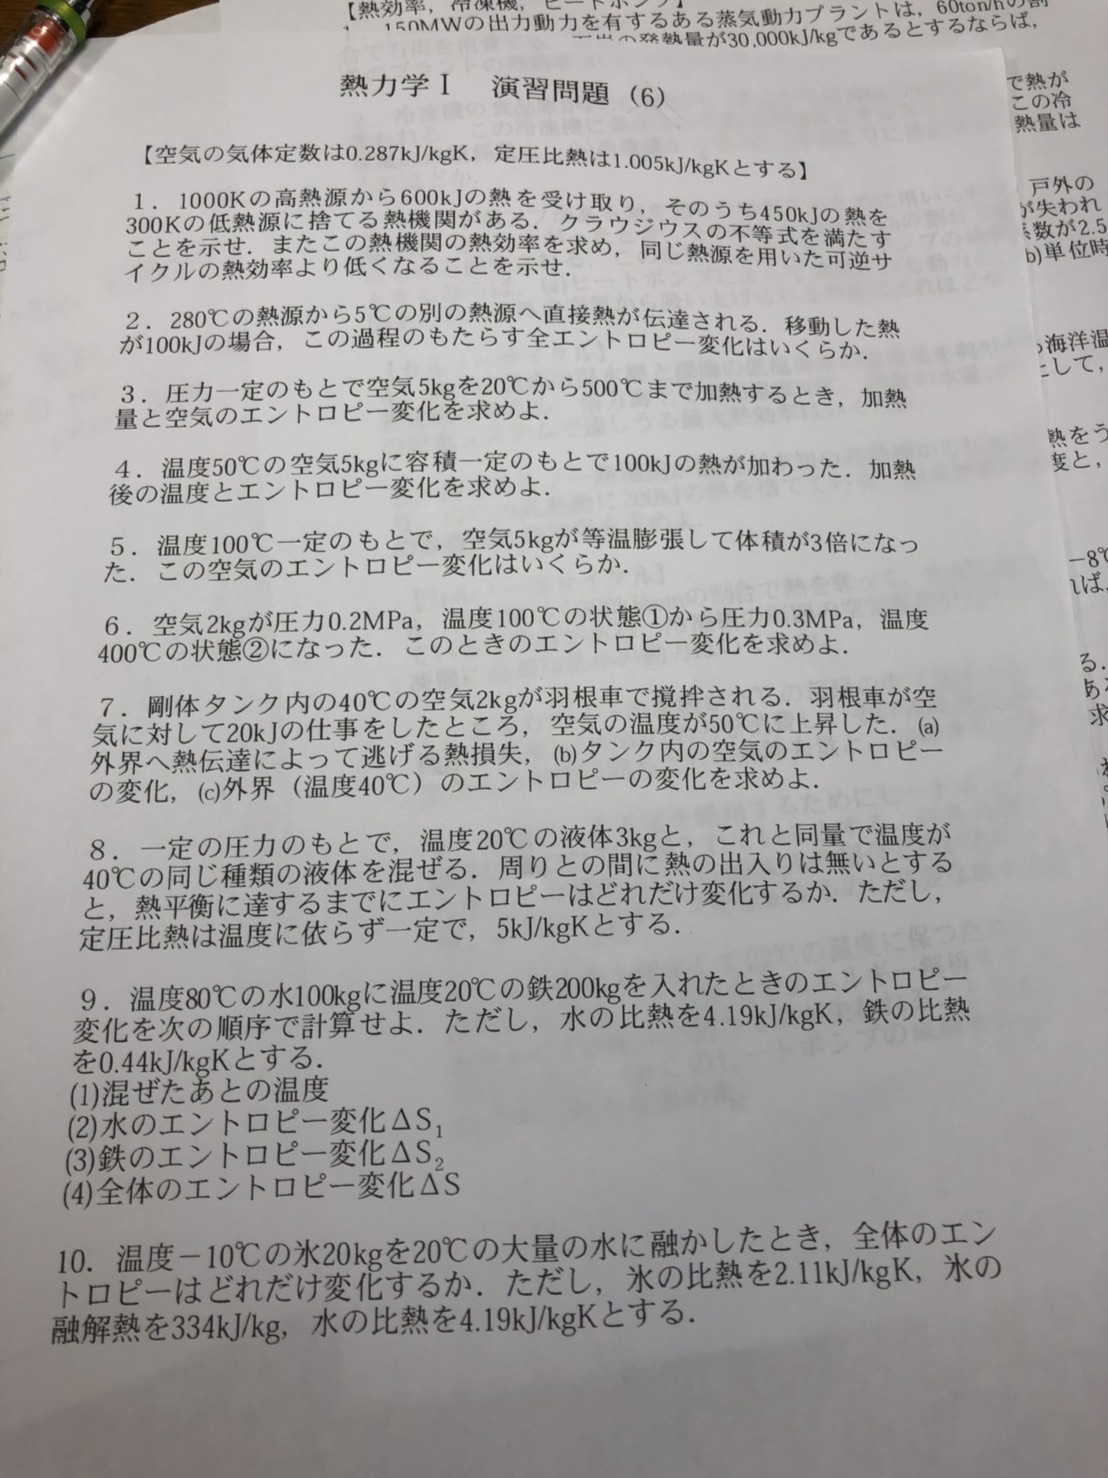 【熱効率，冷凍機，ヒートポンプ】
150MWの出力動力を有するある蒸気動力プラントは，60ton/hの割
の発熱量が30,000kJ/kgであるとするならば，
熱力学Ⅰ　演習問題（6）
【空気の気体定数は0.287kJ/kgK，定圧比熱は1.005kJ/kgKとする】
１．1000Kの高熱源から600kJの熱を受け取り，そのうち450kJの熱を
300Kの低熱源に捨てる熱機関がある．クラウジウスの不等式を満たす
ことを示せ．またこの熱機関の熱効率を求め，同じ熱源を用いた可逆サ
イクルの熱効率より低くなることを示せ．
２．280℃の熱源から5℃の別の熱源へ直接熱が伝達される．移動した熱
が100kJの場合，この過程のもたらす全エントロピー変化はいくらか．
３．圧力一定のもとで空気5kgを20℃から500℃まで加熱するとき，加熱
量と空気のエントロピー変化を求めよ．
４．温度50℃の空気5kgに容積一定のもとで100kJの熱が加わった．加熱
後の温度とエントロピー変化を求めよ．
５．温度100℃一定のもとで，空気5kgが等温膨張して体積が3倍になっ
た．この空気のエントロピー変化はいくらか．
６．空気2kgが圧力0.2MPa，温度100℃の状態①から圧力0.3MPa，温度
400℃の状態②になった．このときのエントロピー変化を求めよ．
７．剛体タンク内の40℃の空気2kgが羽根車で撹拌される．羽根車が空
気に対して20kJの仕事をしたところ，空気の温度が50℃に上昇した．(a)
外界へ熱伝達によって逃げる熱損失，(b)タンク内の空気のエントロピー
の変化，(c)外界（温度40℃）のエントロピーの変化を求めよ．
８．一定の圧力のもとで，温度20℃の液体3kgと，これと同量で温度が
40℃の同じ種類の液体を混ぜる．周りとの間に熱の出入りは無いとする
と，熱平衡に達するまでにエントロピーはどれだけ変化するか．ただし，
定圧比熱は温度に依らず一定で，5kJ/kgKとする．
９．温度80℃の水100kgに温度20℃の鉄200kgを入れたときのエントロピー
変化を次の順序で計算せよ．ただし，水の比熱を4.19kJ/kgK，鉄の比熱
を0.44kJ/kgKとする．
(1)混ぜたあとの温度
(2)水のエントロピー変化ΔS₁
(3)鉄のエントロピー変化ΔS₂
(4)全体のエントロピー変化ΔS
10．温度－10℃の氷20kgを20℃の大量の水に融かしたとき，全体のエン
トロピーはどれだけ変化するか．ただし，氷の比熱を2.11kJ/kgK，氷の
融解熱を334kJ/kg，水の比熱を4.19kJ/kgKとする．
で熱が
この冷
熱量は
戸外の
が失われ
系数が2.5
b)単位時
海洋温
として，
熱をう
度と，
－8℃
れば，
る．